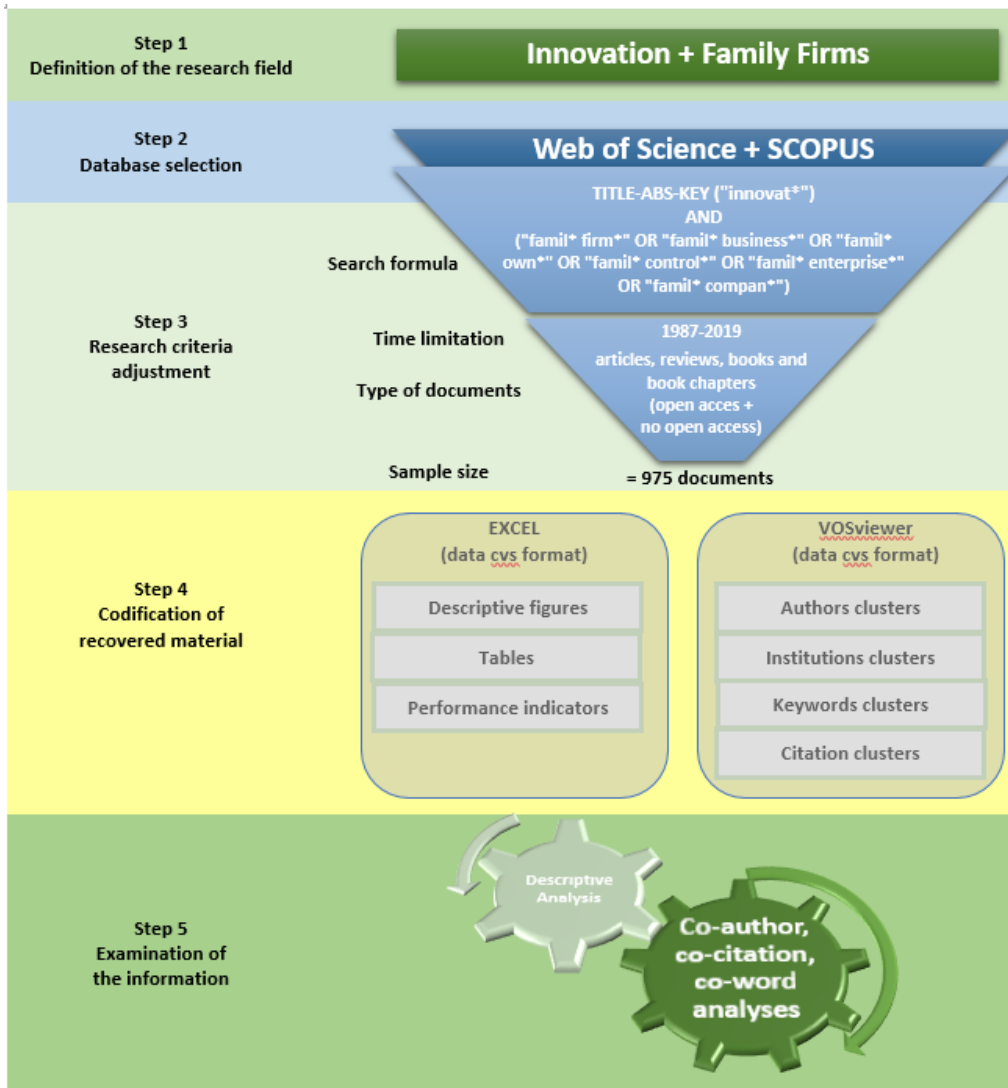 Step 1
Definition of the research field
Innovation + Family Firms
Step 2
Database selection
Web of Science + SCOPUS
TITLE-ABS-KEY ("innovat*")
AND
("famil* firm*" OR "famil* business*" OR "famil*
own*" OR "famil* control*" OR "famil* enterprise*"
OR "famil* compan*")
Search formula
Step 3
Research criteria
adjustment
Time limitation
1987-2019
Type of documents
articles, reviews, books and
book chapters
(open acces +
no open access)
Sample size
= 975 documents
Step 4
Codification of
recovered material
EXCEL
(data cvs format)
Descriptive figures
Tables
Performance indicators
VOSviewer
(data cvs format)
Authors clusters
Institutions clusters
Keywords clusters
Citation clusters
Step 5
Examination of
the information
Descriptive
Analysis
Co-author,
co-citation,
co-word
analyses